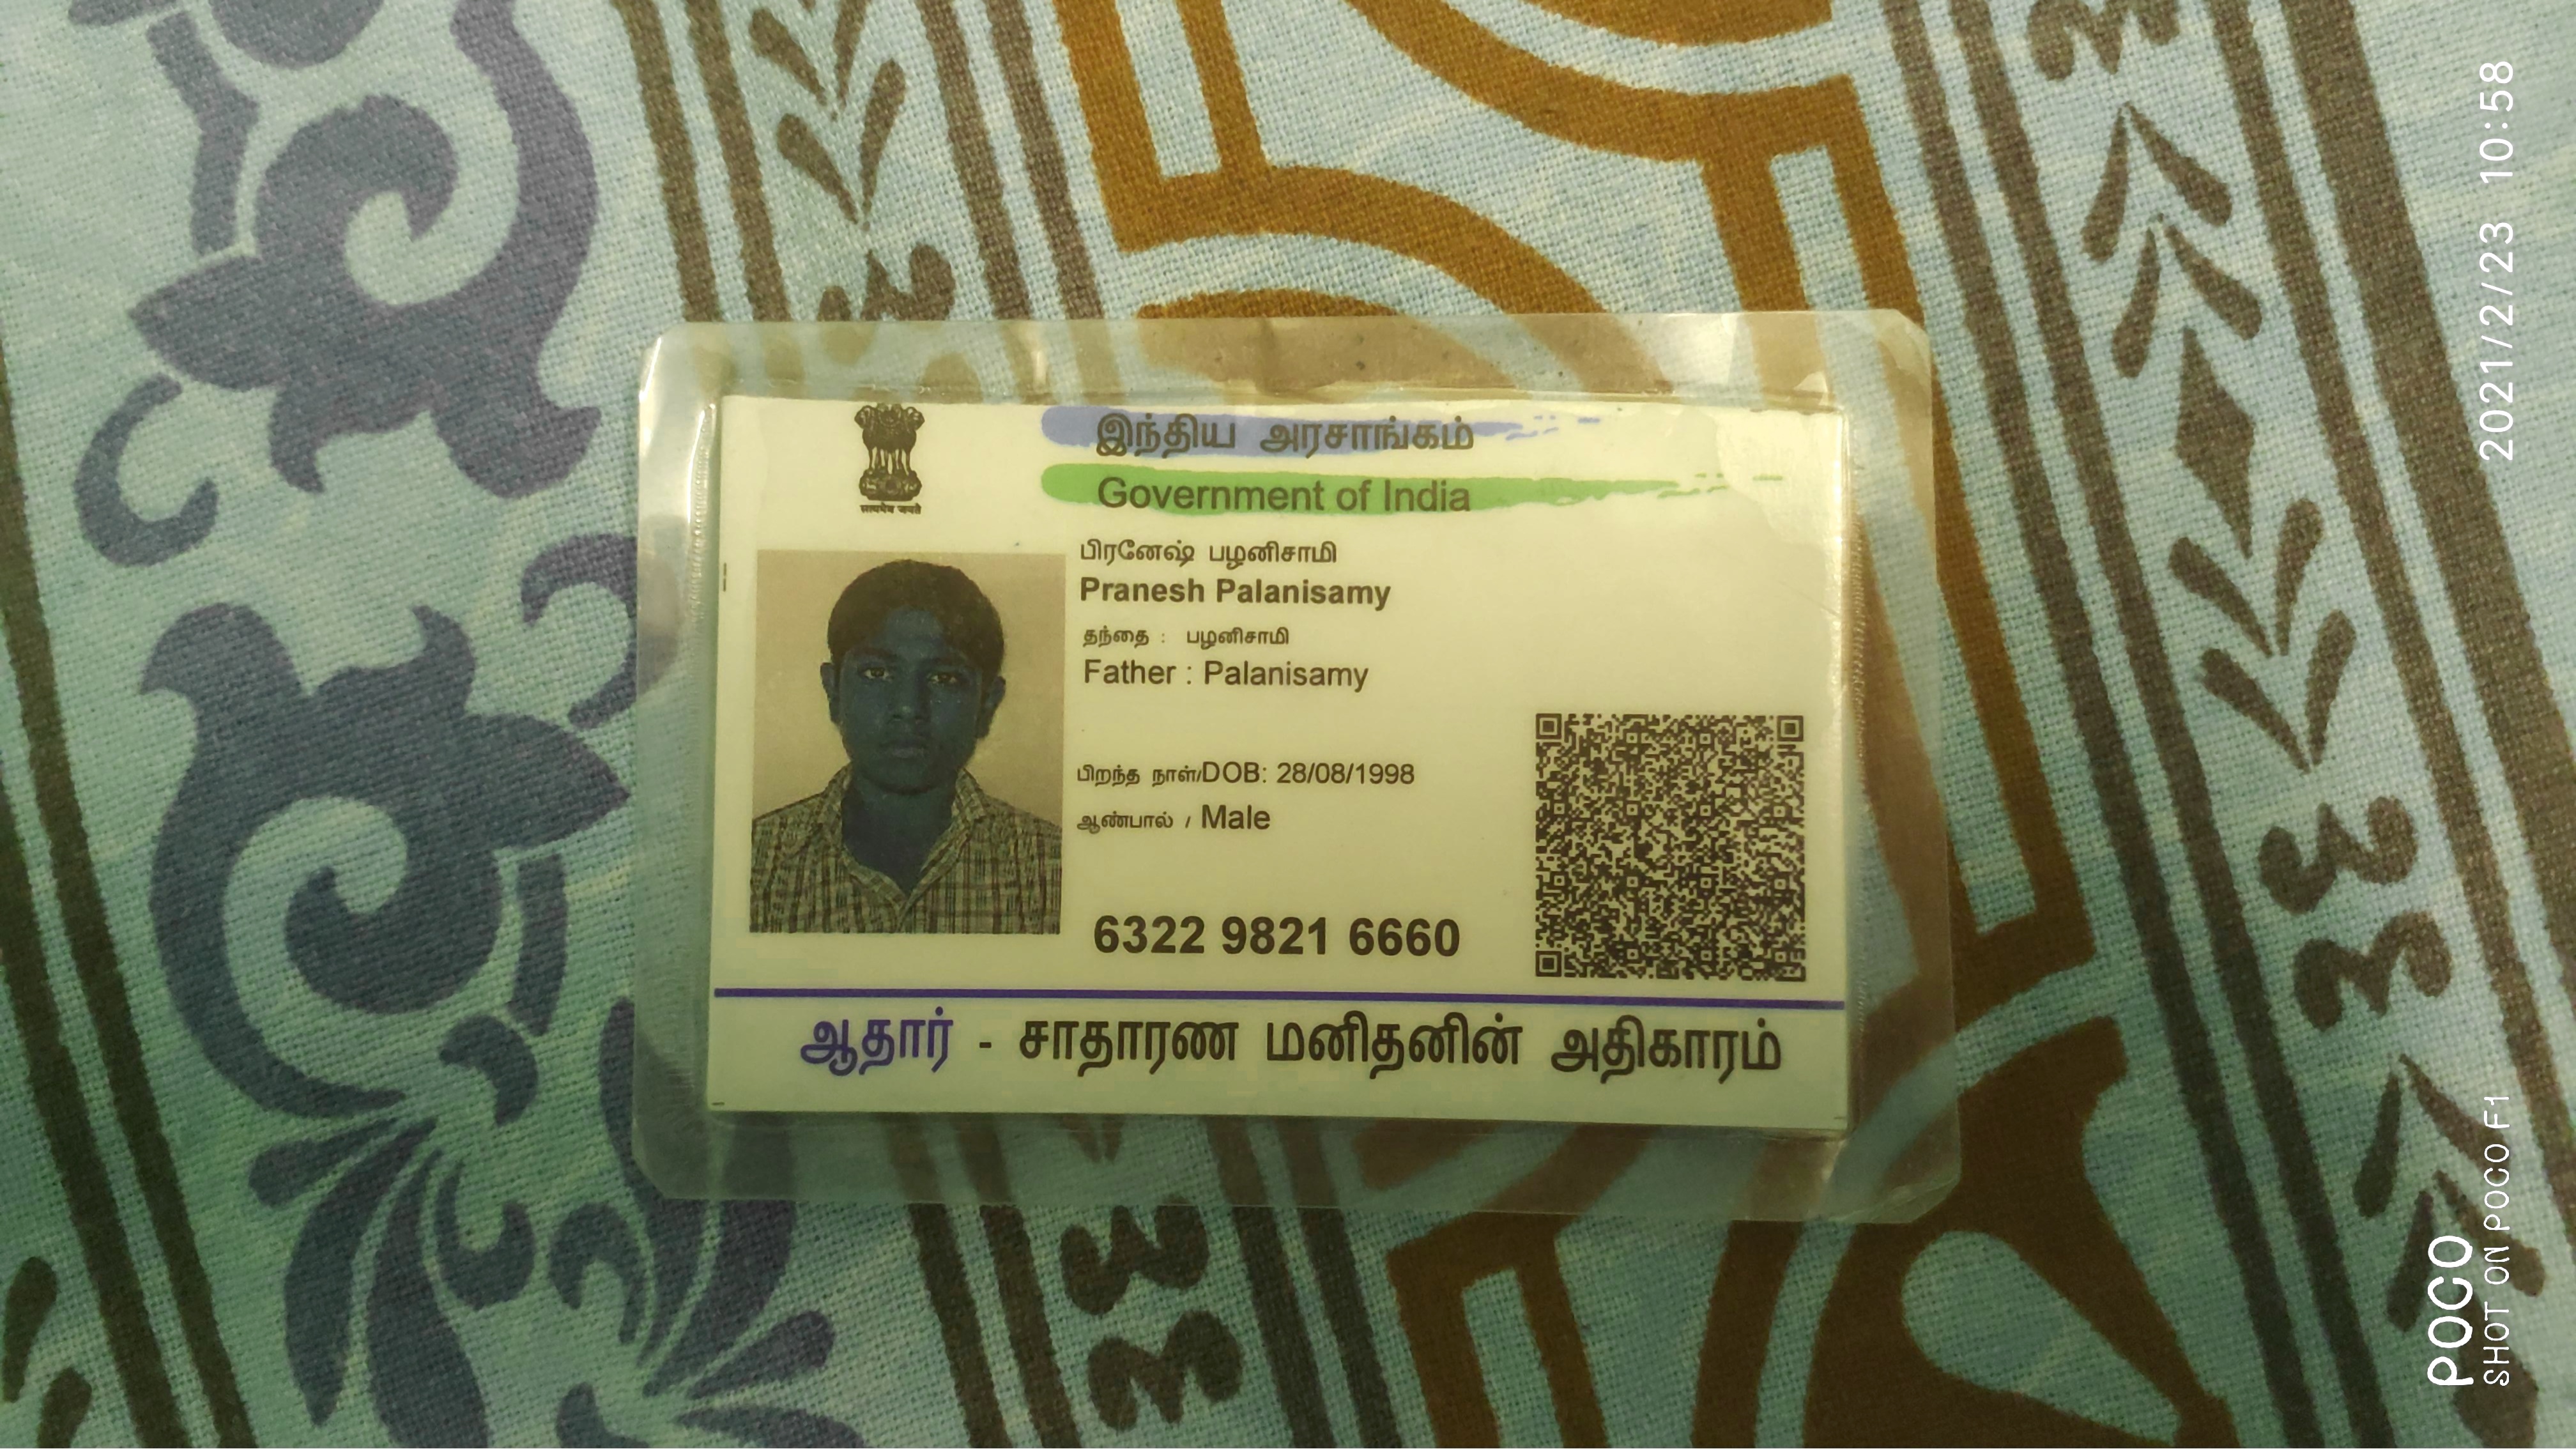 இந்திய அரசாங்கம்
Government of India
பிரனேஷ் பழனிசாமி
Pranesh Palanisamy
தந்தை : பழனிசாமி
Father : Palanisamy
பிறந்த நாள்/DOB: 28/08/1998
ஆண்பால் / Male
6322 9821 6660
ஆதார் - சாதாரண மனிதனின் அதிகாரம்
सत्यमेव जयते
2021/2/23 10:58
POCO
SHOT ON POCO F1